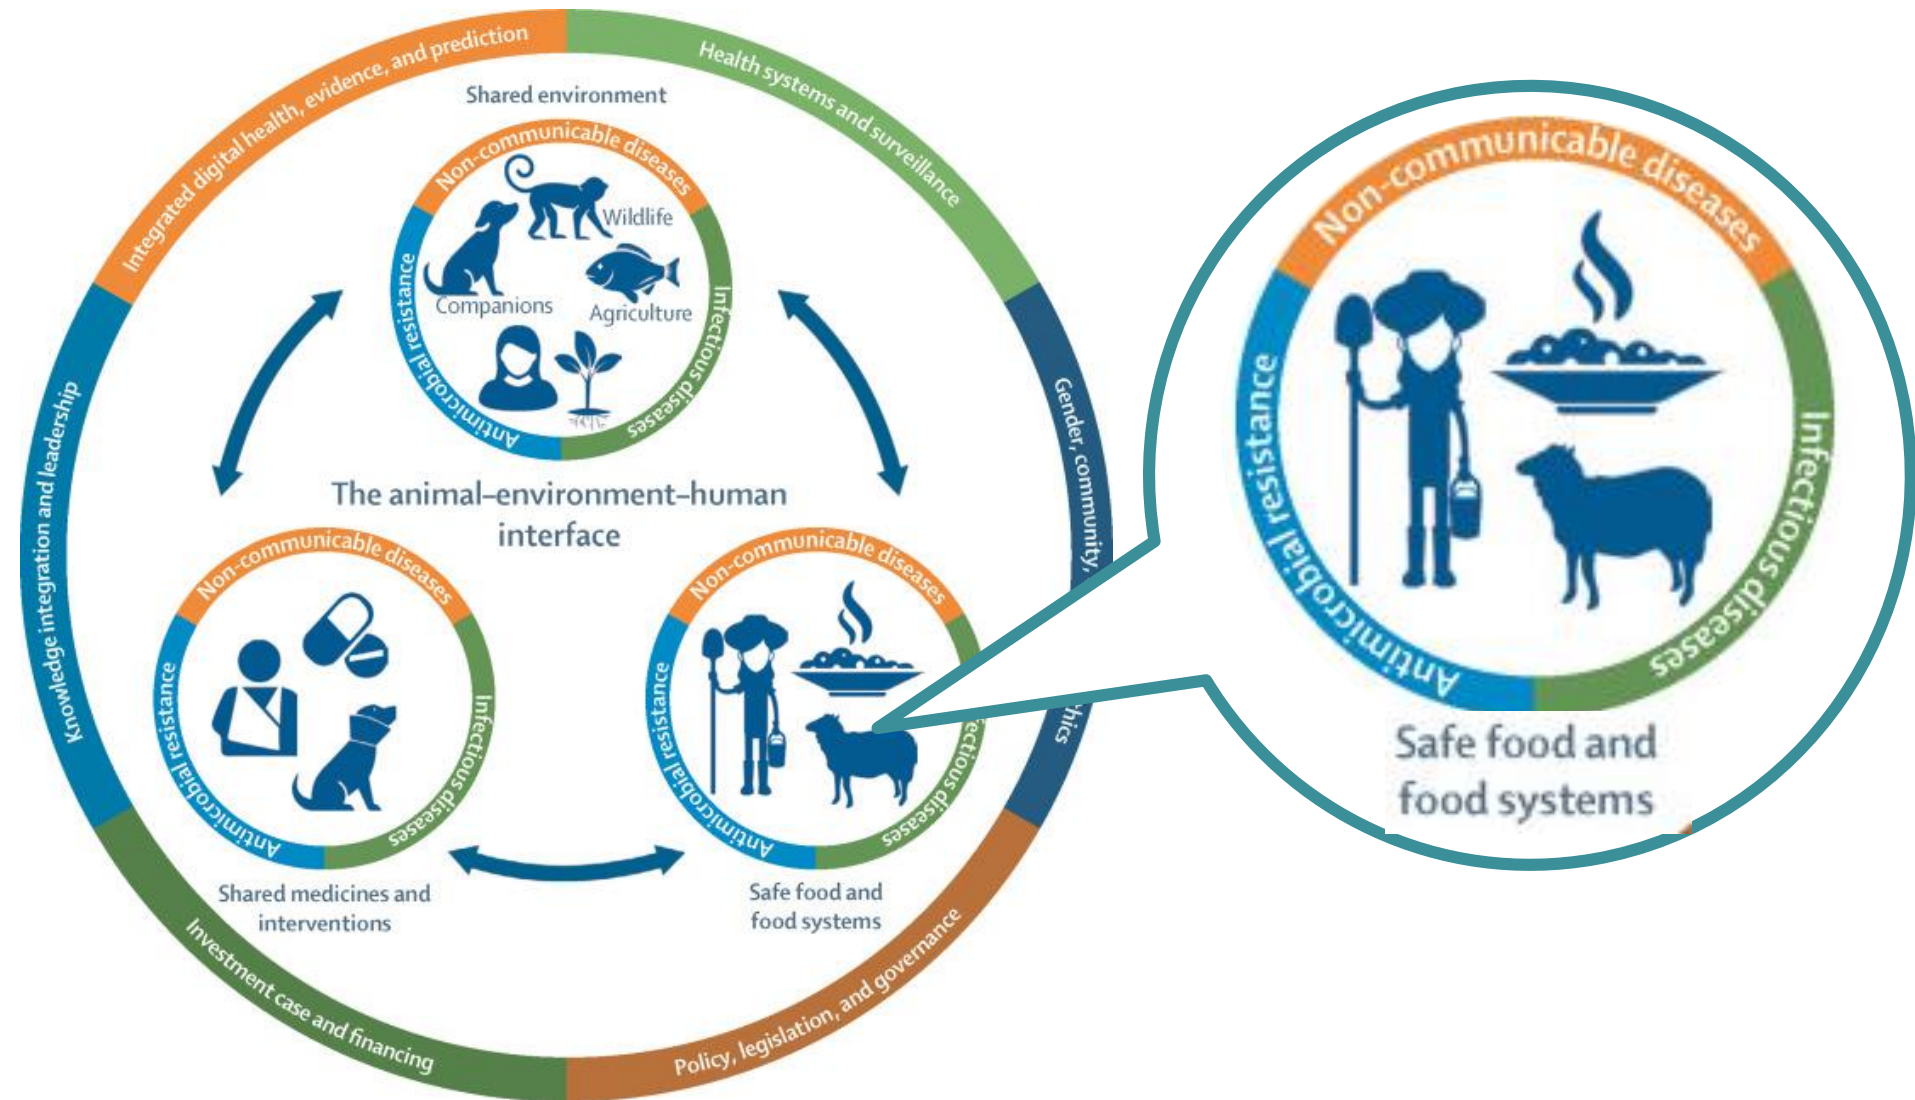 Integrated digital health, evidence, and prediction
Health systems and surveillance
Gender, community,
Policy, legislation, and governance
Investment case and financing
Knowledge integration and leadership
Shared environment
Non-communicable diseases
Infectious diseases
Antimicrobial resistance
Wildlife
Companions
Agriculture
The animal–environment–human
interface
Non-communicable diseases
Infectious diseases
Antimicrobial resistance
Shared medicines and
interventions
Non-communicable diseases
diseases
Antimicrobial resistance
Safe food and
food systems
Non-communicable diseases
Infectious diseases
Antimicrobial resistance
Safe food and
food systems